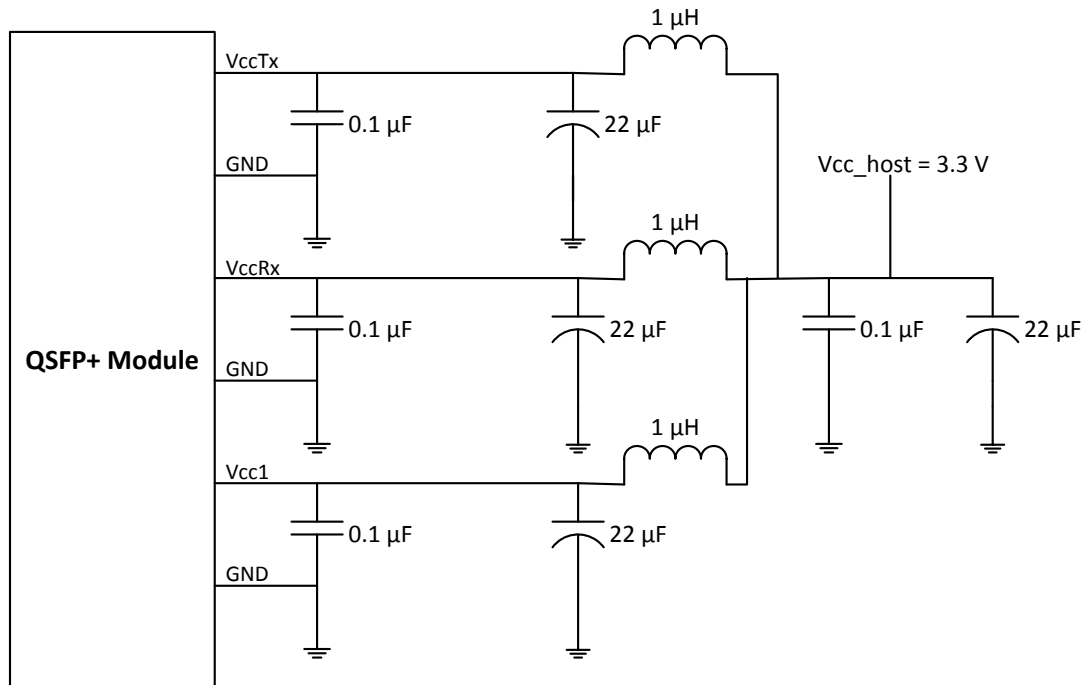 1 µH
VccTx
0.1 µF
22 µF
GND
Vcc_host = 3.3 V
1 µH
VccRx
0.1 µF
22 µF
0.1 µF
22 µF
QSFP+ Module
GND
1 µH
Vcc1
0.1 µF
22 µF
GND